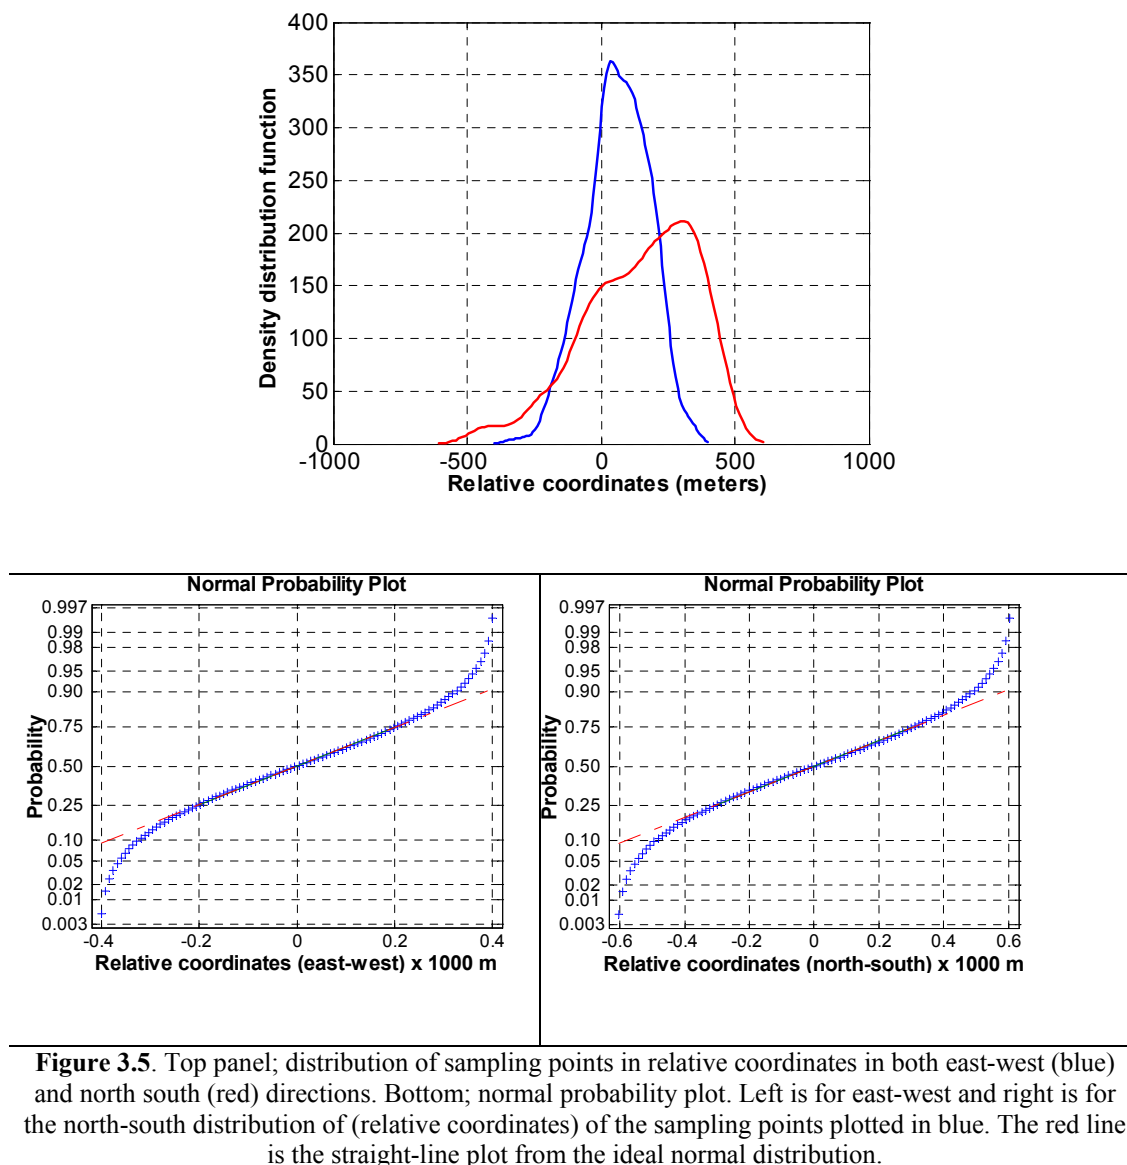 400
350
300
250
200
150
100
50
0
Density distribution function
-1000 -500 0 500 1000
Relative coordinates (meters)
Normal Probability Plot
0.997
0.99
0.98
0.95
0.90
0.75
0.50
0.25
0.10
0.05
0.02
0.01
0.003
Probability
-0.4 -0.2 0 0.2 0.4
Relative coordinates (east-west) x 1000 m
Normal Probability Plot
0.997
0.99
0.98
0.95
0.90
0.75
0.50
0.25
0.10
0.05
0.02
0.01
0.003
Probability
-0.6 -0.4 -0.2 0 0.2 0.4 0.6
Relative coordinates (north-south) x 1000 m
Figure 3.5. Top panel; distribution of sampling points in relative coordinates in both east-west (blue)
and north south (red) directions. Bottom; normal probability plot. Left is for east-west and right is for
the north-south distribution of (relative coordinates) of the sampling points plotted in blue. The red line
is the straight-line plot from the ideal normal distribution.